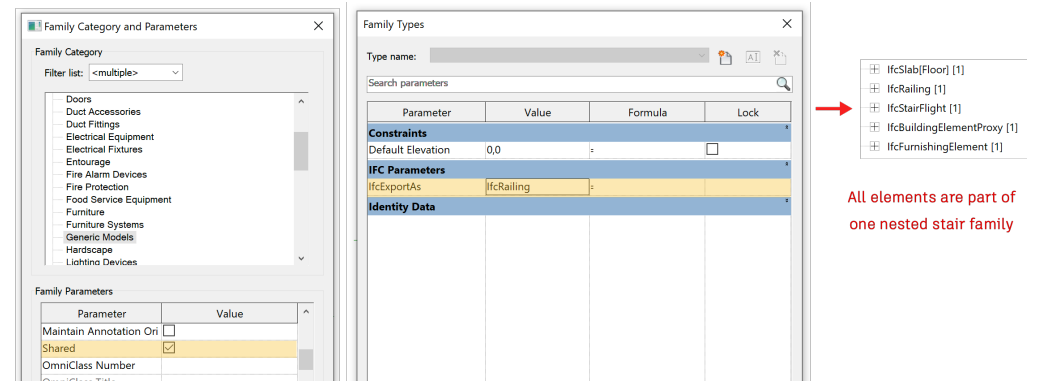 Family Category and Parameters
Family Category
Filter list: <multiple>
Doors
Duct Accessories
Duct Fittings
Electrical Equipment
Electrical Fixtures
Entourage
Fire Alarm Devices
Fire Protection
Food Service Equipment
Furniture
Furniture Systems
Generic Models
Hardscape
Lighting Devices
Family Parameters
Parameter Value
Maintain Annotation Ori
Shared
OmniClass Number
OmniClass Title
Family Types
Type name:
Search parameters
Parameter Value Formula Lock
Constraints
Default Elevation 0,0 =
IFC Parameters
IfcExportAs IfcRailing =
Identity Data
IfcSlab[Floor] [1]
IfcRailing [1]
IfcStairFlight [1]
IfcBuildingElementProxy [1]
IfcFurnishingElement [1]
All elements are part of
one nested stair family